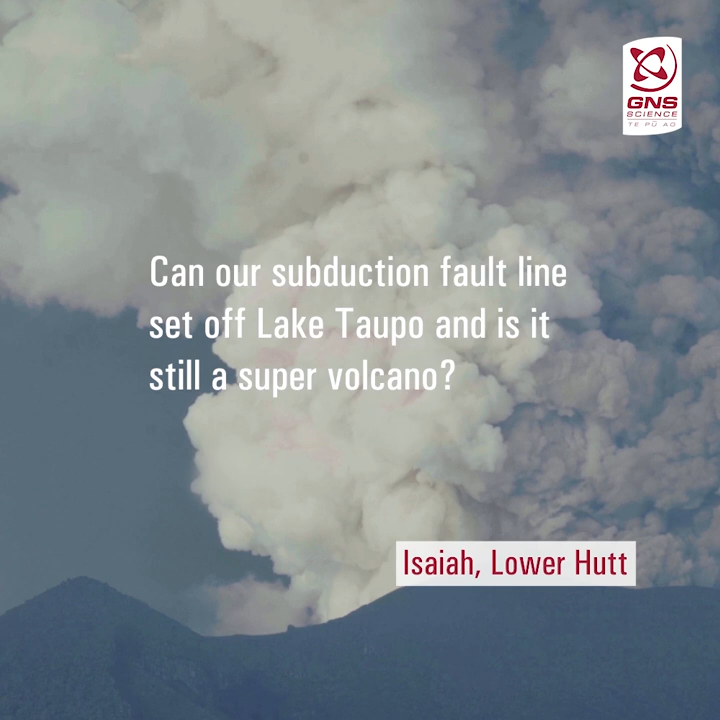 GNS
SCIENCE
TE PŪ AO
Can our subduction fault line
set off Lake Taupo and is it
still a super volcano?
Isaiah, Lower Hutt